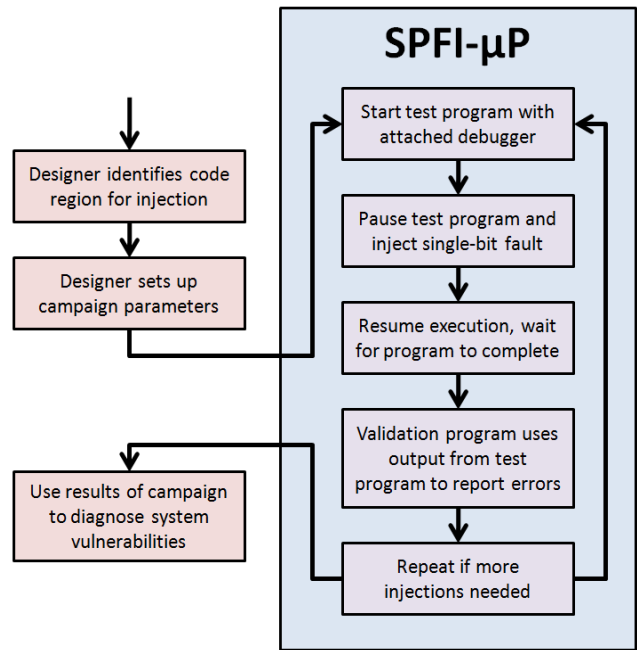 SPFI-μP
Designer identifies code
region for injection
Designer sets up
campaign parameters
Start test program with
attached debugger
Pause test program and
inject single-bit fault
Resume execution, wait
for program to complete
Validation program uses
output from test
program to report errors
Repeat if more
injections needed
Use results of campaign
to diagnose system
vulnerabilities